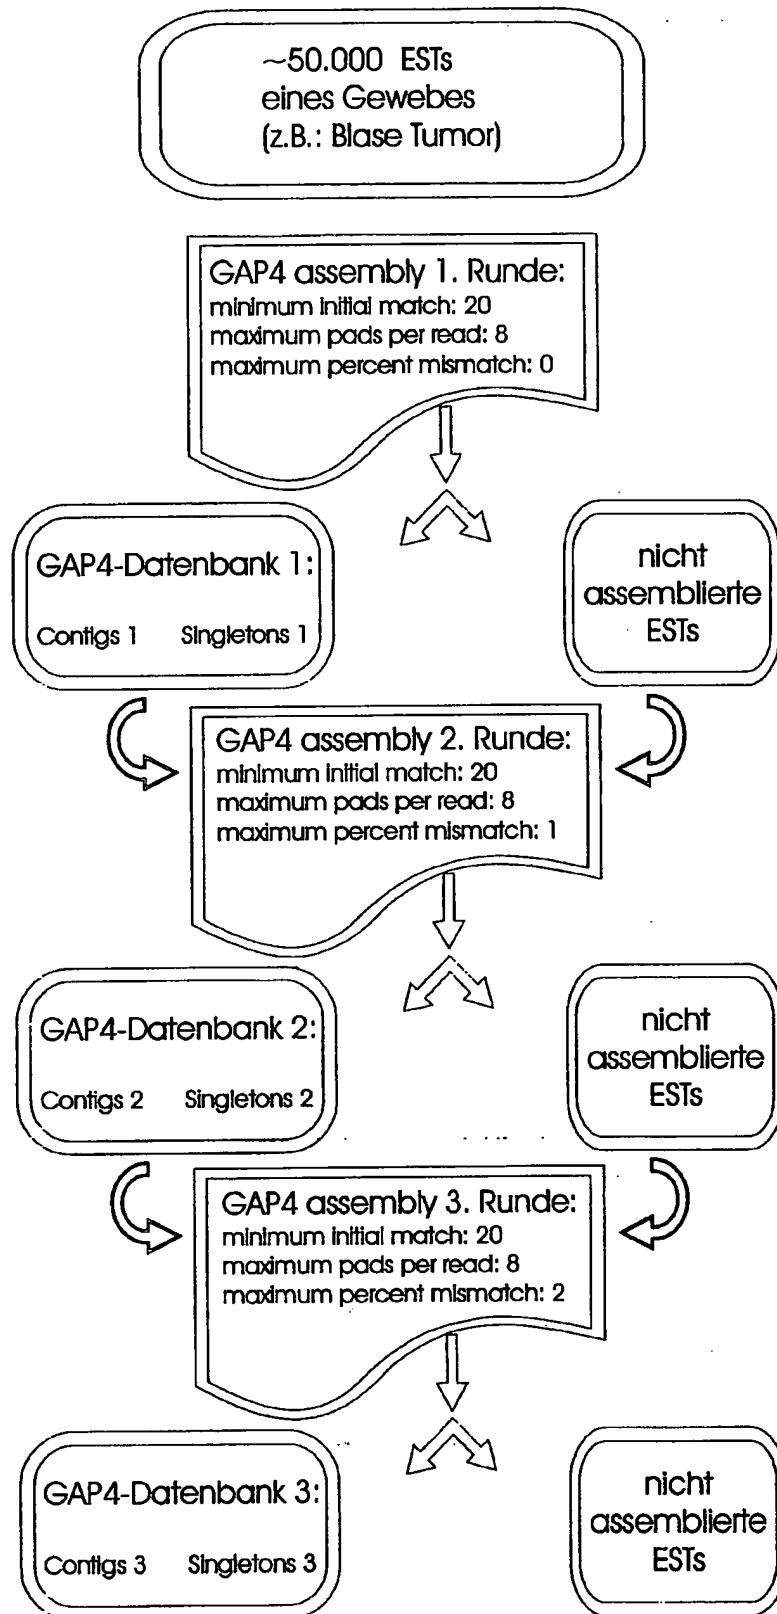 ~50.000 ESTs
eines Gewebes
(z.B.: Blase Tumor)
GAP4 assembly 1. Runde:
minimum initial match: 20
maximum pads per read: 8
maximum percent mismatch: 0
GAP4-Datenbank 1:
Contigs 1 Singletons 1
nicht
assemblierte
ESTs
GAP4 assembly 2. Runde:
minimum initial match: 20
maximum pads per read: 8
maximum percent mismatch: 1
GAP4-Datenbank 2:
Contigs 2 Singletons 2
nicht
assemblierte
ESTs
GAP4 assembly 3. Runde:
minimum initial match: 20
maximum pads per read: 8
maximum percent mismatch: 2
GAP4-Datenbank 3:
Contigs 3 Singletons 3
nicht
assemblierte
ESTs